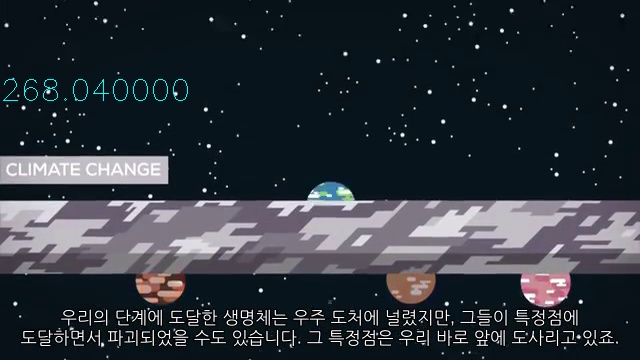 268.040000
CLIMATE CHANGE
우리의 단계에 도달한 생명체는 우주 도처에 널렸지만, 그들이 특정점에
도달하면서 파괴되었을 수도 있습니다. 그 특정점은 우리 바로 앞에 도사리고 있죠.